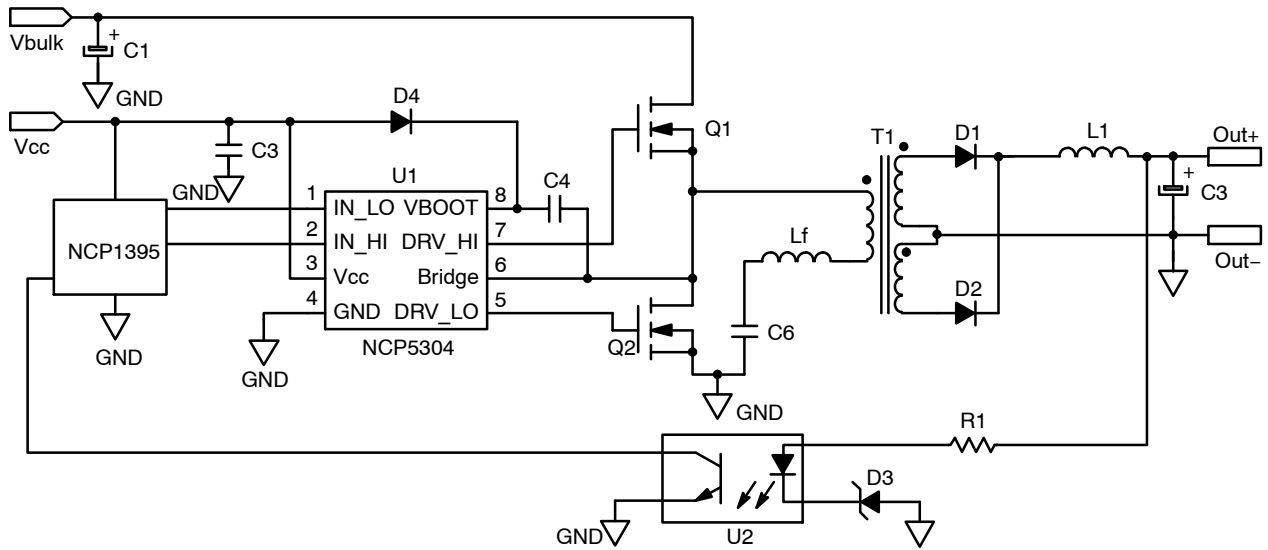 Vbulk
+
C1
GND
Vcc
D4
C3
GND
U1
NCP1395
GND
1
2
3
4
IN_LO VBOOT
IN_HI DRV_HI
Vcc Bridge
GND DRV_LO
8
7
6
5
NCP5304
GND
C4
Q1
Q2
GND
Lf
C6
T1
D1
D2
L1
Out+
+
C3
Out−
R1
D3
U2
GND